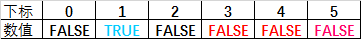 下标 0 1 2 3 4 5
数值 FALSE TRUE FALSE FALSE FALSE FALSE